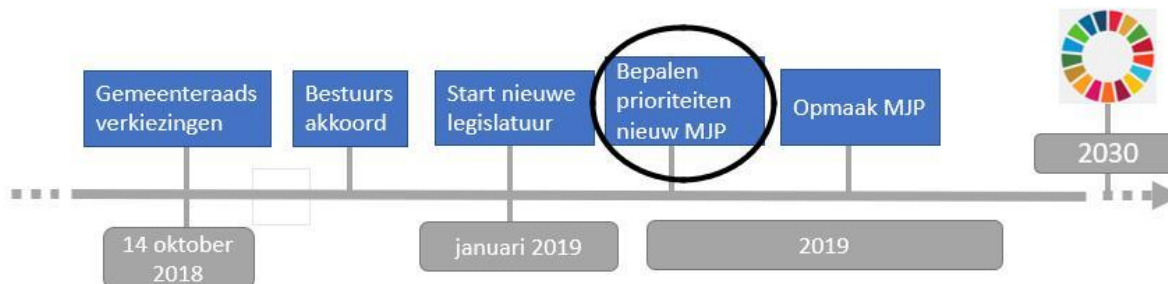 Gemeenteraads
verkiezingen
Bestuurs
akkoord
Start nieuwe
legislatuur
Bepalen
prioriteiten
nieuw MJP
Opmaak MJP
2030
14 oktober
2018
januari 2019
2019